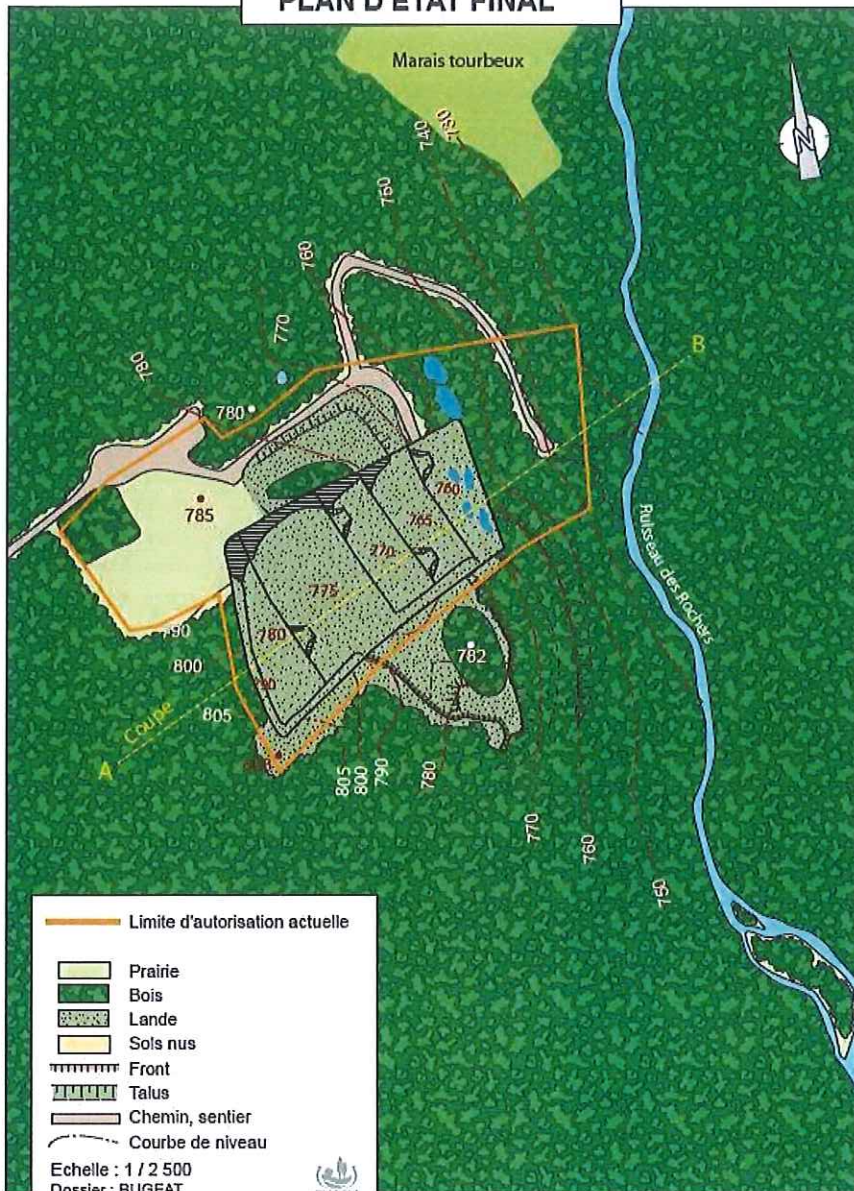 PLAN D'ÉTAT FINAL
Marais tourbeux
N
730
740
750
760
770
780
780
B
785
760
765
770
775
780
790
782
Ruisseau des Rochers
790
800
805
Coupe
A
805
800
790
780
770
760
750
Limite d'autorisation actuelle
Prairie
Bois
Lande
Sols nus
Front
Talus
Chemin, sentier
Courbe de niveau
Echelle : 1 / 2 500
Dossier : BUGEAT